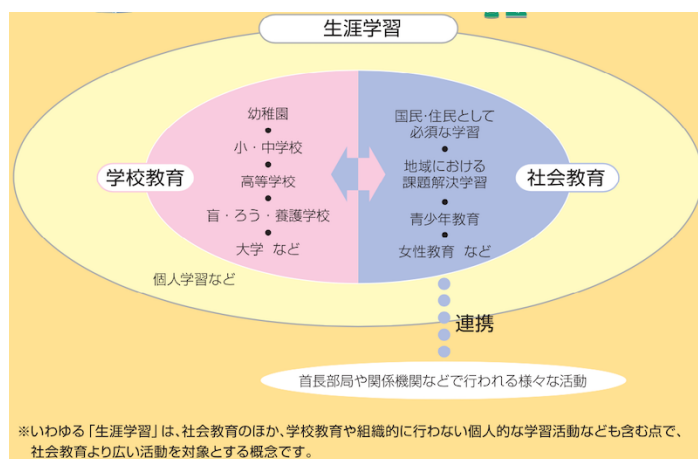 生涯学習
学校教育
幼稚園
小・中学校
高等学校
盲・ろう・養護学校
大学 など
国民・住民として
必須な学習
地域における
課題解決学習
青少年教育
女性教育 など
社会教育
個人学習など
連携
首長部局や関係機関などで行われる様々な活動
※いわゆる「生涯学習」は、社会教育のほか、学校教育や組織的に行わない個人的な学習活動なども含む点で、
社会教育より広い活動を対象とする概念です。